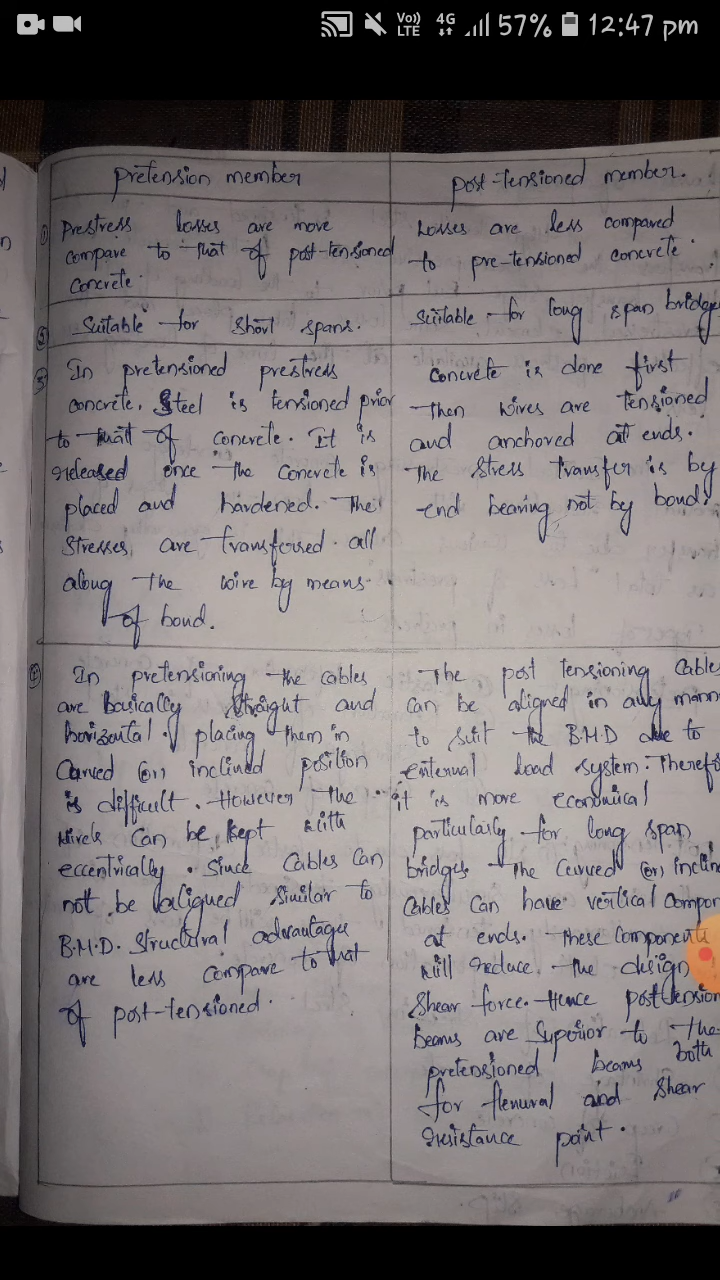 Vo))
LTE
4G
57%
12:47 pm
pretension member
post-tensioned member.
① Prestress losses are more
compare to that of post-tensioned
Concrete.
Losses are less compared
to pre-tensioned concrete.
Suitable for short spans.
Suitable for long span bridge
③ In pretensioned prestress
concrete, Steel is tensioned prior
to that of concrete. It is
released once the concrete is
placed and hardened. The
stresses are transferred all
along the wire by means
of bond.
Concrete is done first
then wires are tensioned
and anchored at ends.
The stress transfer is by
end bearing not by bond.
④ In pretensioning the cables
are basically straight and
horizontal. placing them in
Curved (or) inclined position
is difficult. However the
wires can be kept with
eccentrically. Since Cables can
not be aligned similar to
B.M.D. Structural advantages
are less compare to that
of post-tensioned.
The post tensioning Cables
can be aligned in any mann
to suit the B.M.D due to
external load system. Therefo
it is more economical
particularly for long span
bridges. The curved (or) incline
Cables can have vertical compon
at ends. These components
will reduce the design
Shear force. Hence post-tension
beams are superior to the
pretensioned beams both
for flexural and shear
resistance point.